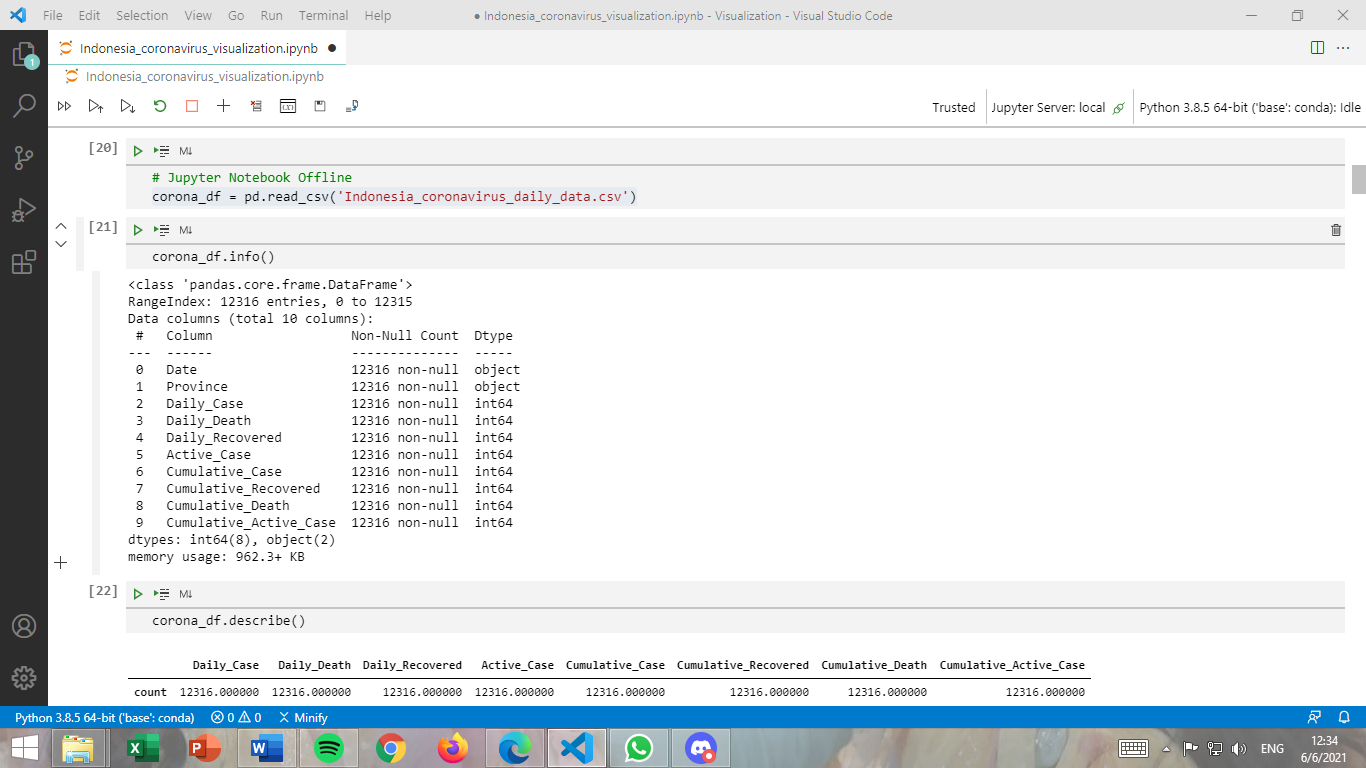 File Edit Selection View Go Run Terminal Help
● Indonesia_coronavirus_visualization.ipynb - Visualization - Visual Studio Code
Indonesia_coronavirus_visualization.ipynb ●
Indonesia_coronavirus_visualization.ipynb
1
Trusted Jupyter Server: local Python 3.8.5 64-bit ('base': conda): Idle
[20] M↓
# Jupyter Notebook Offline
corona_df = pd.read_csv('Indonesia_coronavirus_daily_data.csv')
[21] M↓
corona_df.info()
<class 'pandas.core.frame.DataFrame'>
RangeIndex: 12316 entries, 0 to 12315
Data columns (total 10 columns):
 #   Column                  Non-Null Count  Dtype
---  ------                  --------------  -----
 0   Date                    12316 non-null  object
 1   Province                12316 non-null  object
 2   Daily_Case              12316 non-null  int64
 3   Daily_Death             12316 non-null  int64
 4   Daily_Recovered         12316 non-null  int64
 5   Active_Case             12316 non-null  int64
 6   Cumulative_Case         12316 non-null  int64
 7   Cumulative_Recovered    12316 non-null  int64
 8   Cumulative_Death        12316 non-null  int64
 9   Cumulative_Active_Case  12316 non-null  int64
dtypes: int64(8), object(2)
memory usage: 962.3+ KB
[22] M↓
corona_df.describe()
Daily_Case Daily_Death Daily_Recovered Active_Case Cumulative_Case Cumulative_Recovered Cumulative_Death Cumulative_Active_Case
count 12316.000000 12316.000000 12316.000000 12316.000000 12316.000000 12316.000000 12316.000000 12316.000000
Python 3.8.5 64-bit ('base': conda) 0 0 Minify
ENG 12:34
6/6/2021